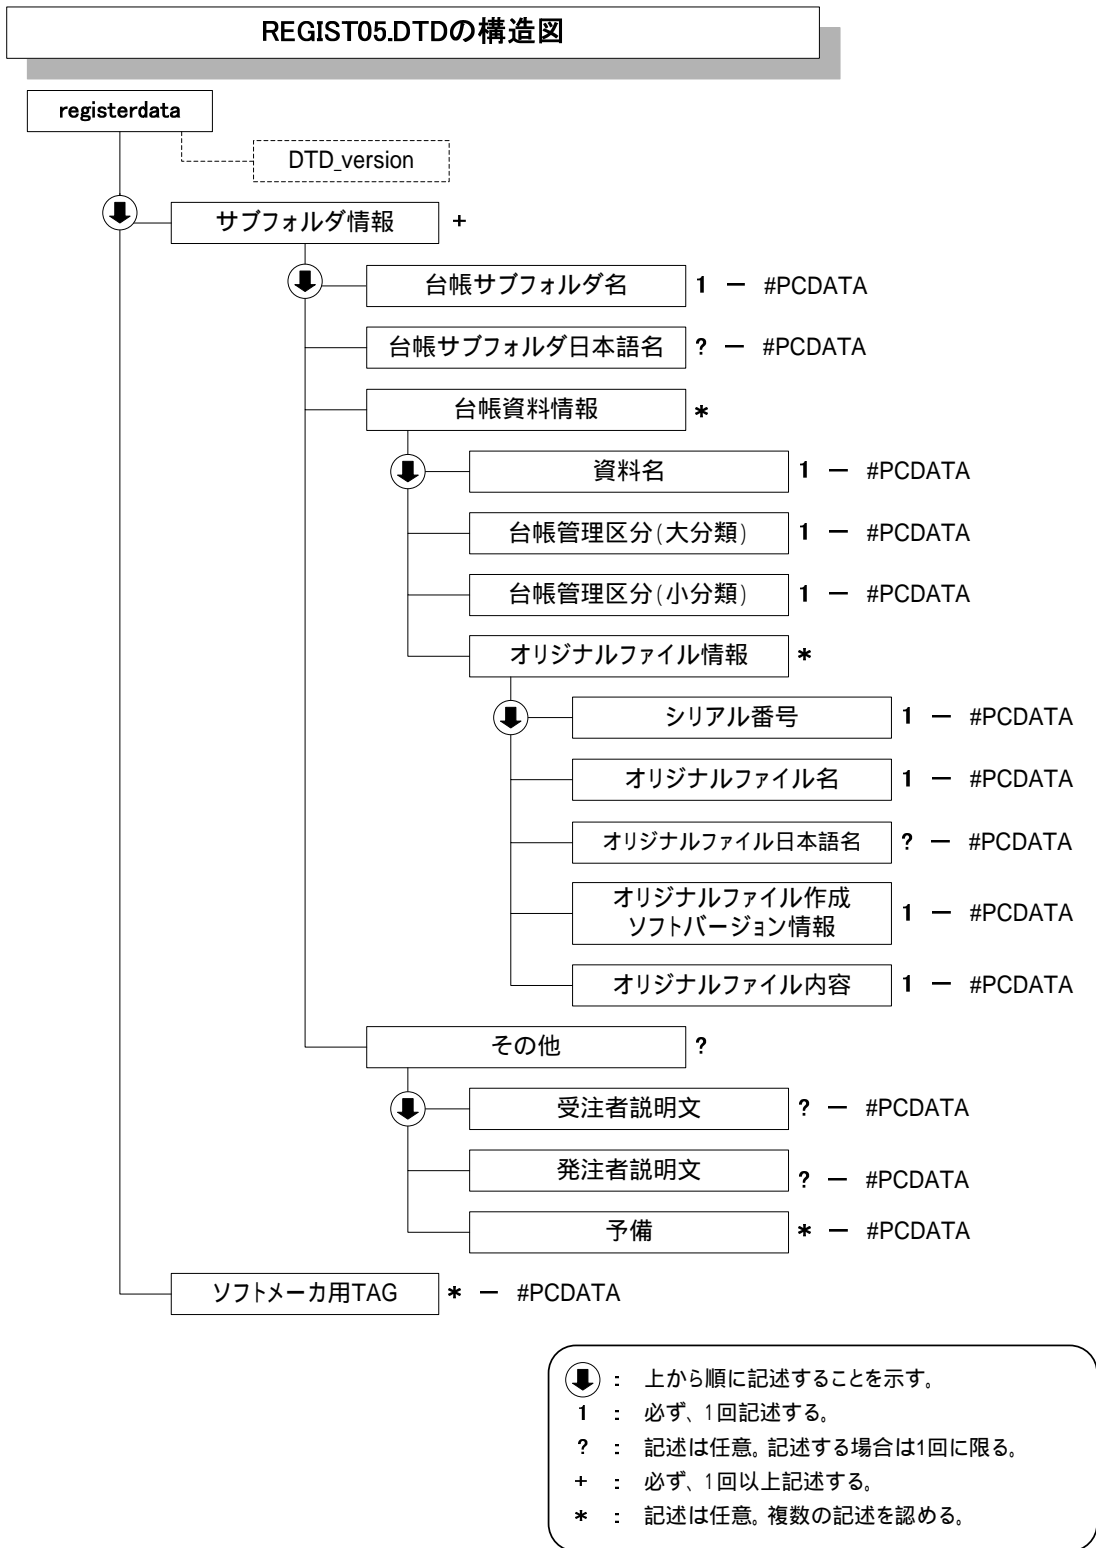 REGIST05.DTDの構造図
registerdata
DTD_version
サブフォルダ情報 +
台帳サブフォルダ名 1 ー #PCDATA
台帳サブフォルダ日本語名 ? ー #PCDATA
台帳資料情報 *
資料名 1 ー #PCDATA
台帳管理区分(大分類) 1 ー #PCDATA
台帳管理区分(小分類) 1 ー #PCDATA
オリジナルファイル情報 *
シリアル番号 1 ー #PCDATA
オリジナルファイル名 1 ー #PCDATA
オリジナルファイル日本語名 ? ー #PCDATA
オリジナルファイル作成
ソフトバージョン情報 1 ー #PCDATA
オリジナルファイル内容 1 ー #PCDATA
その他 ?
受注者説明文 ? ー #PCDATA
発注者説明文 ? ー #PCDATA
予備 * ー #PCDATA
ソフトメーカ用TAG * ー #PCDATA
: 上から順に記述することを示す。
1 : 必ず、1回記述する。
? : 記述は任意。記述する場合は1回に限る。
+ : 必ず、1回以上記述する。
* : 記述は任意。複数の記述を認める。